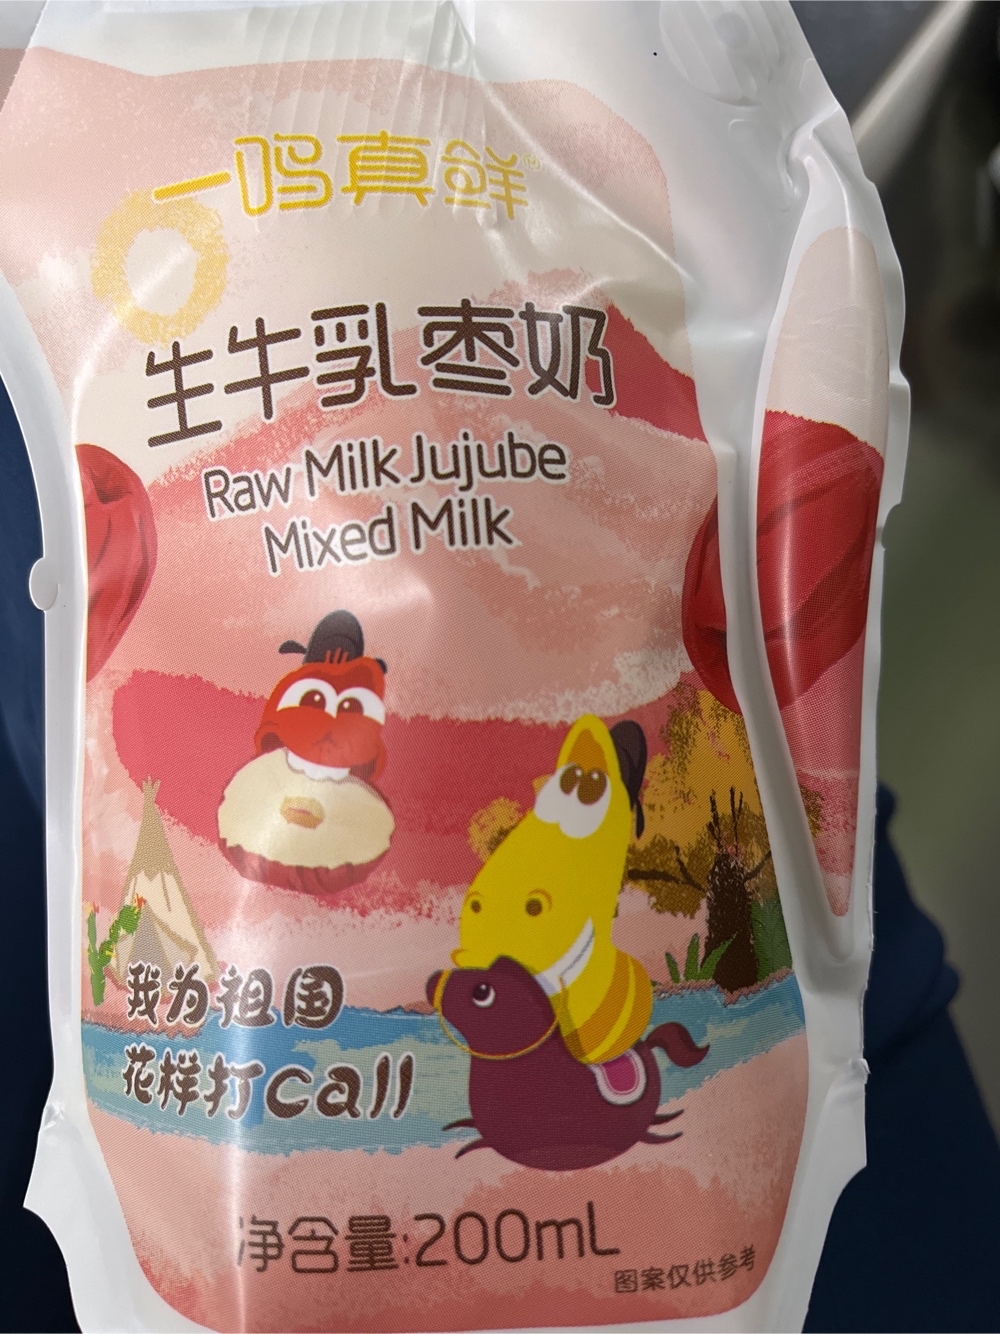 一鸣真鲜
生牛乳枣奶
Raw Milk Jujube
Mixed Milk
我为祖国
花样打call
净含量:200mL
图案仅供参考